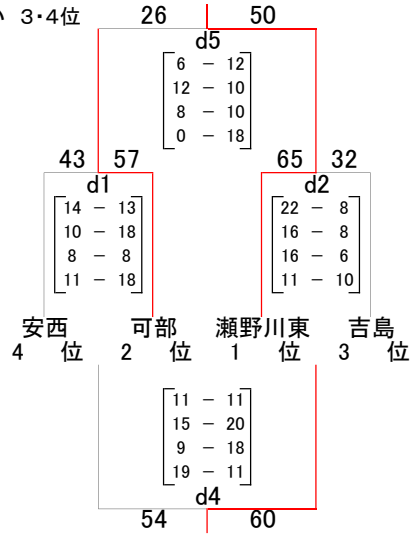 い 3・4位
26 50
d5
6 － 12
12 － 10
8 － 10
0 － 18
43 57 65 32
d1 d2
14 － 13 22 － 8
10 － 18 16 － 8
8 － 8 16 － 6
11 － 18 11 － 10
安西 可部 瀬野川東 吉島
4 位 2 位 1 位 3 位
11 － 11
15 － 20
9 － 18
19 － 11
d4
54 60